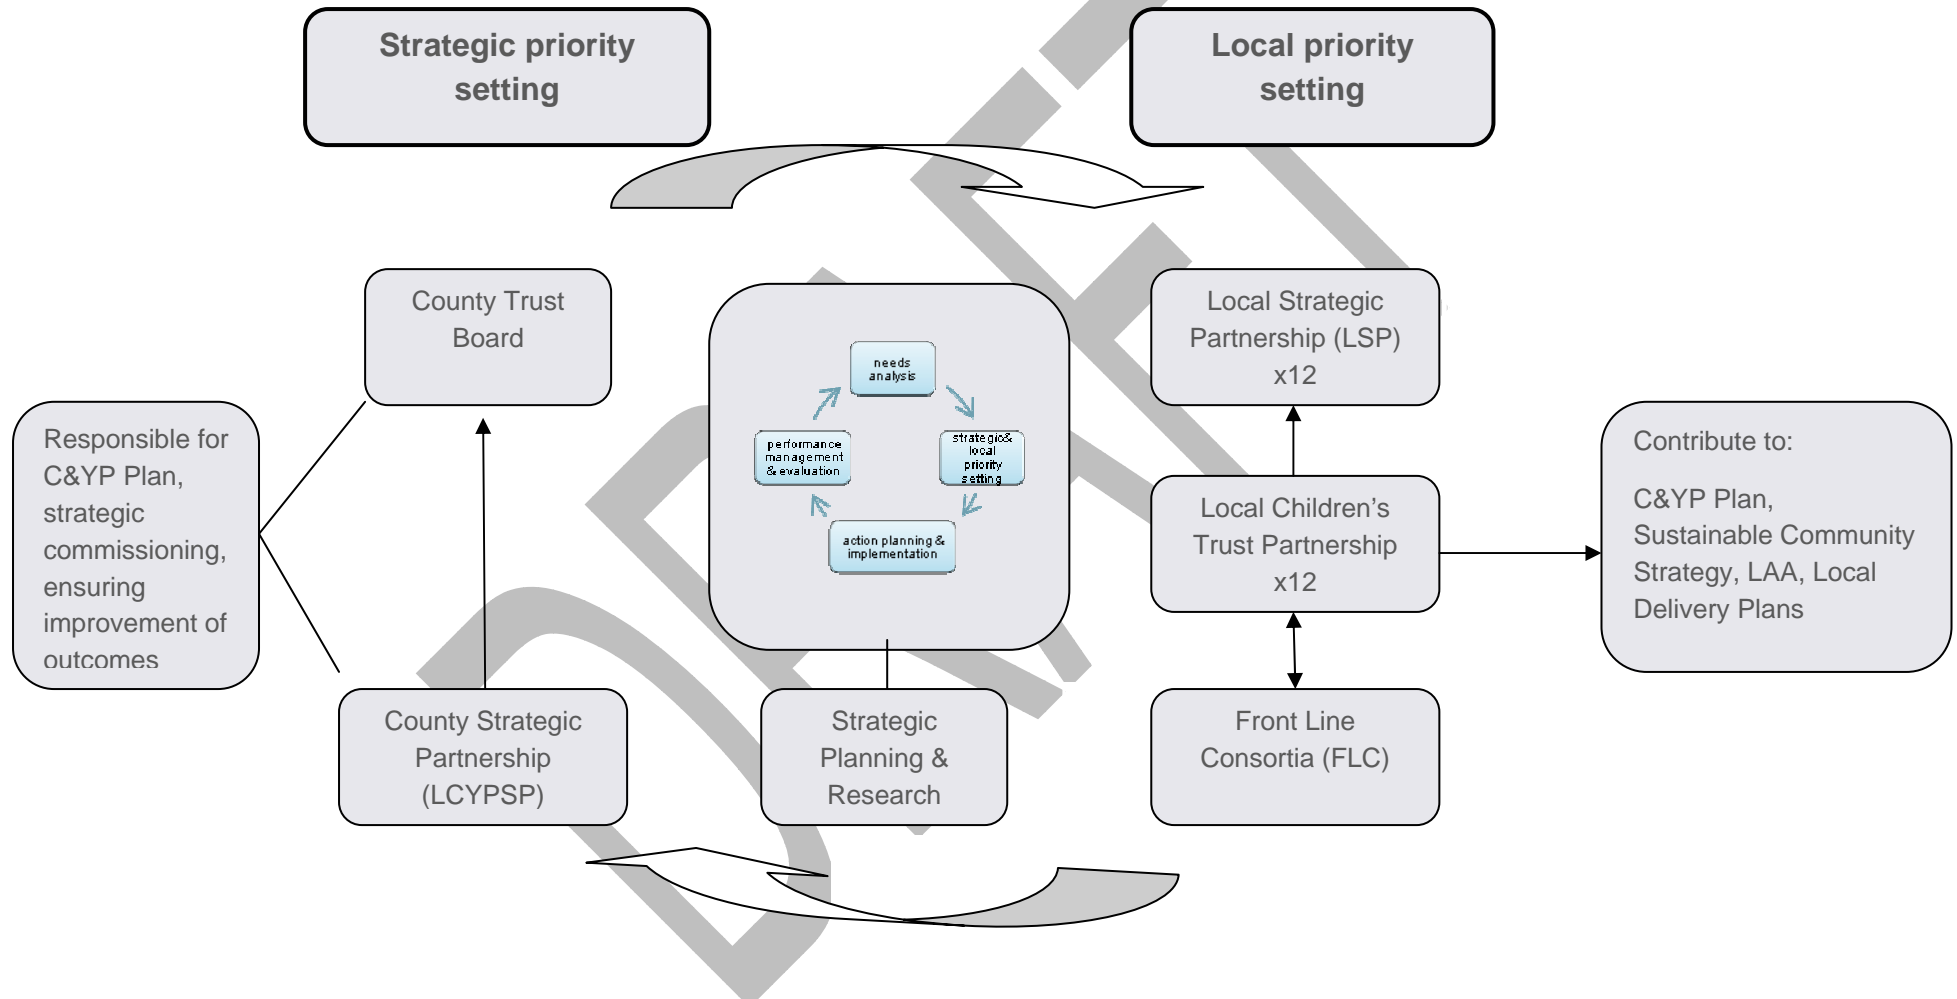 Strategic priority
setting
Local priority
setting
County Trust
Board
Local Strategic
Partnership (LSP)
x12
needs
analysis
performance
management
& evaluation
strategic&
local
priority
setting
action planning &
implementation
Responsible for
C&YP Plan,
strategic
commissioning,
ensuring
improvement of
outcomes
Local Children’s
Trust Partnership
x12
Contribute to:
C&YP Plan,
Sustainable Community
Strategy, LAA, Local
Delivery Plans
County Strategic
Partnership
(LCYPSP)
Strategic
Planning &
Research
Front Line
Consortia (FLC)
DRAFT